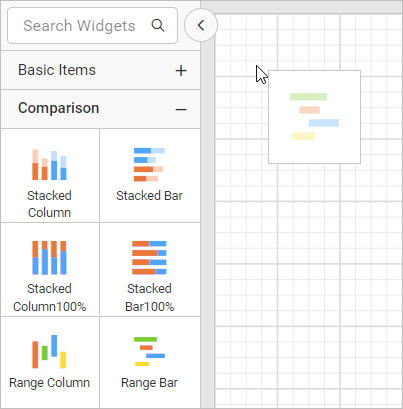 Search Widgets
Basic Items
Comparison
Stacked
Column
Stacked Bar
Stacked
Column100%
Stacked
Bar100%
Range Column
Range Bar